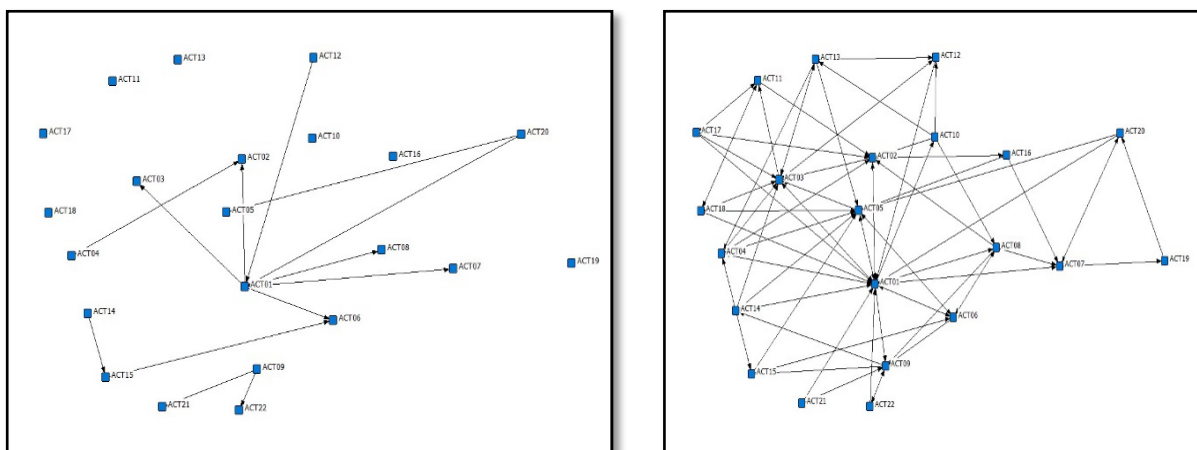 ACT13
ACT12
ACT11
ACT17
ACT10
ACT20
ACT02
ACT16
ACT03
ACT18
ACT05
ACT04
ACT08
ACT19
ACT07
ACT01
ACT14
ACT06
ACT15
ACT09
ACT21
ACT22
ACT13
ACT12
ACT11
ACT17
ACT10
ACT20
ACT02
ACT16
ACT03
ACT18
ACT05
ACT04
ACT08
ACT19
ACT07
ACT01
ACT14
ACT06
ACT15
ACT09
ACT21
ACT22